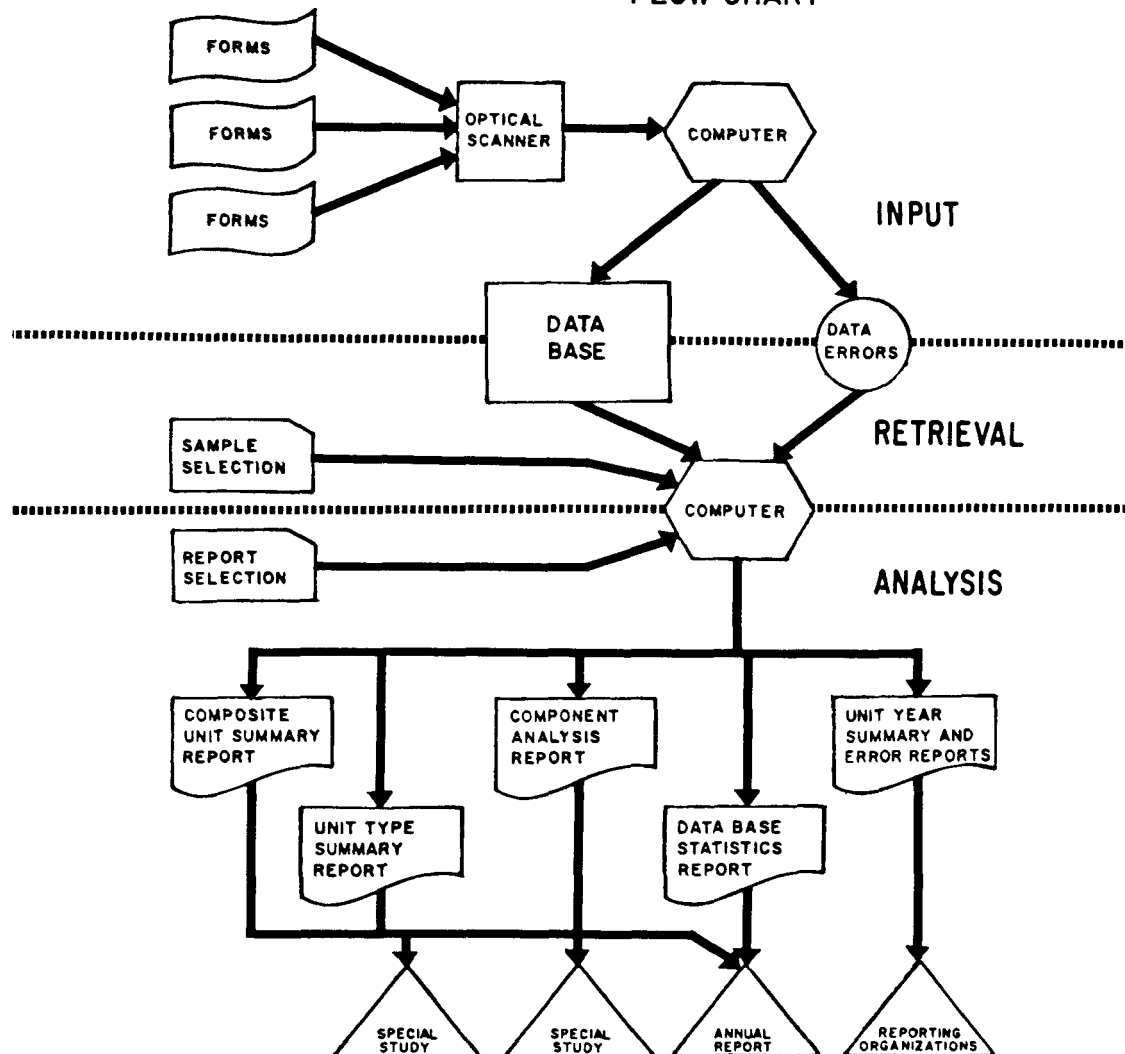 FLOW CHART
FORMS
FORMS
FORMS
OPTICAL
SCANNER
COMPUTER
INPUT
DATA
BASE
DATA
ERRORS
RETRIEVAL
SAMPLE
SELECTION
COMPUTER
REPORT
SELECTION
ANALYSIS
COMPOSITE
UNIT SUMMARY
REPORT
COMPONENT
ANALYSIS
REPORT
UNIT YEAR
SUMMARY AND
ERROR REPORTS
UNIT TYPE
SUMMARY
REPORT
DATA BASE
STATISTICS
REPORT
SPECIAL
STUDY
SPECIAL
STUDY
ANNUAL
REPORT
REPORTING
ORGANIZATIONS